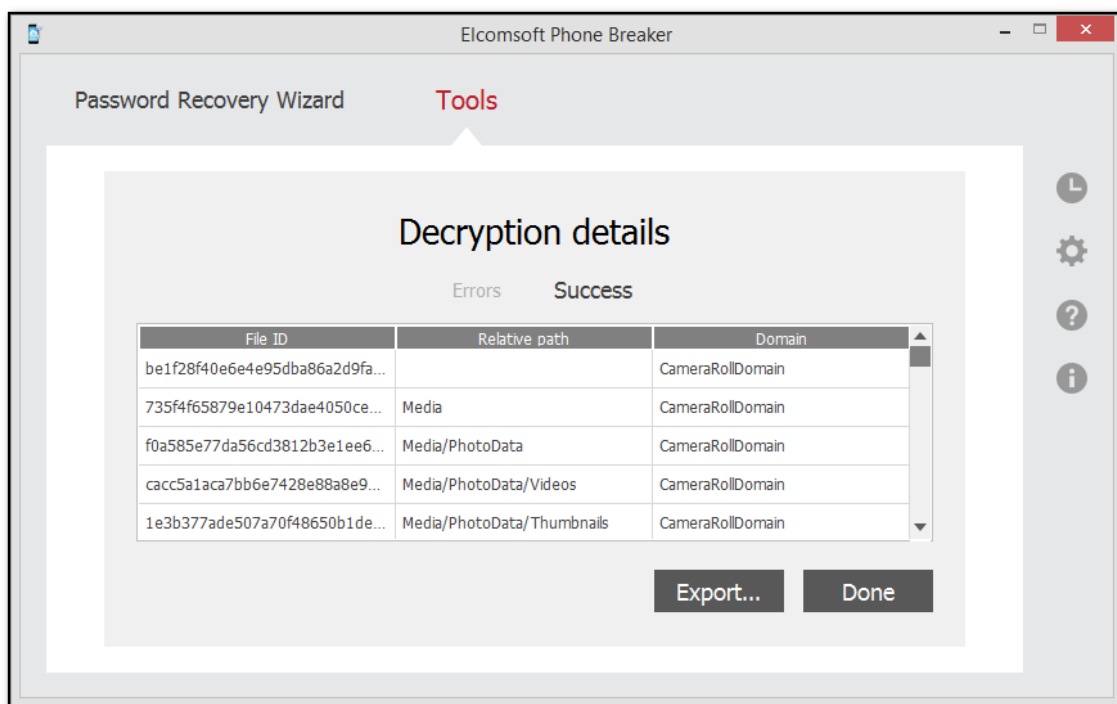 Elcomsoft Phone Breaker
Password Recovery Wizard Tools
Decryption details
Errors Success
File ID Relative path Domain
be1f28f40e6e4e95dba86a2d9fa... CameraRollDomain
735f4f65879e10473dae4050ce... Media CameraRollDomain
f0a585e77da56cd3812b3e1ee6... Media/PhotoData CameraRollDomain
cacc5a1aca7bb6e7428e88a8e9... Media/PhotoData/Videos CameraRollDomain
1e3b377ade507a70f48650b1de... Media/PhotoData/Thumbnails CameraRollDomain
Export... Done